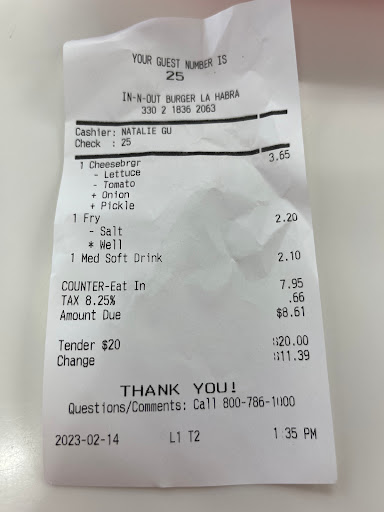 YOUR GUEST NUMBER IS
25
IN-N-OUT BURGER LA HABRA
330 2 1836 2063
Cashier: NATALIE GU
Check : 25
1 Cheesebrgr 3.65
- Lettuce
- Tomato
+ Onion
+ Pickle
1 Fry 2.20
- Salt
* Well
1 Med Soft Drink 2.10
COUNTER-Eat In 7.95
TAX 8.25% .66
Amount Due $8.61
Tender $20 $20.00
Change $11.39
THANK YOU!
Questions/Comments: Call 800-786-1000
2023-02-14 L1 T2 1:35 PM